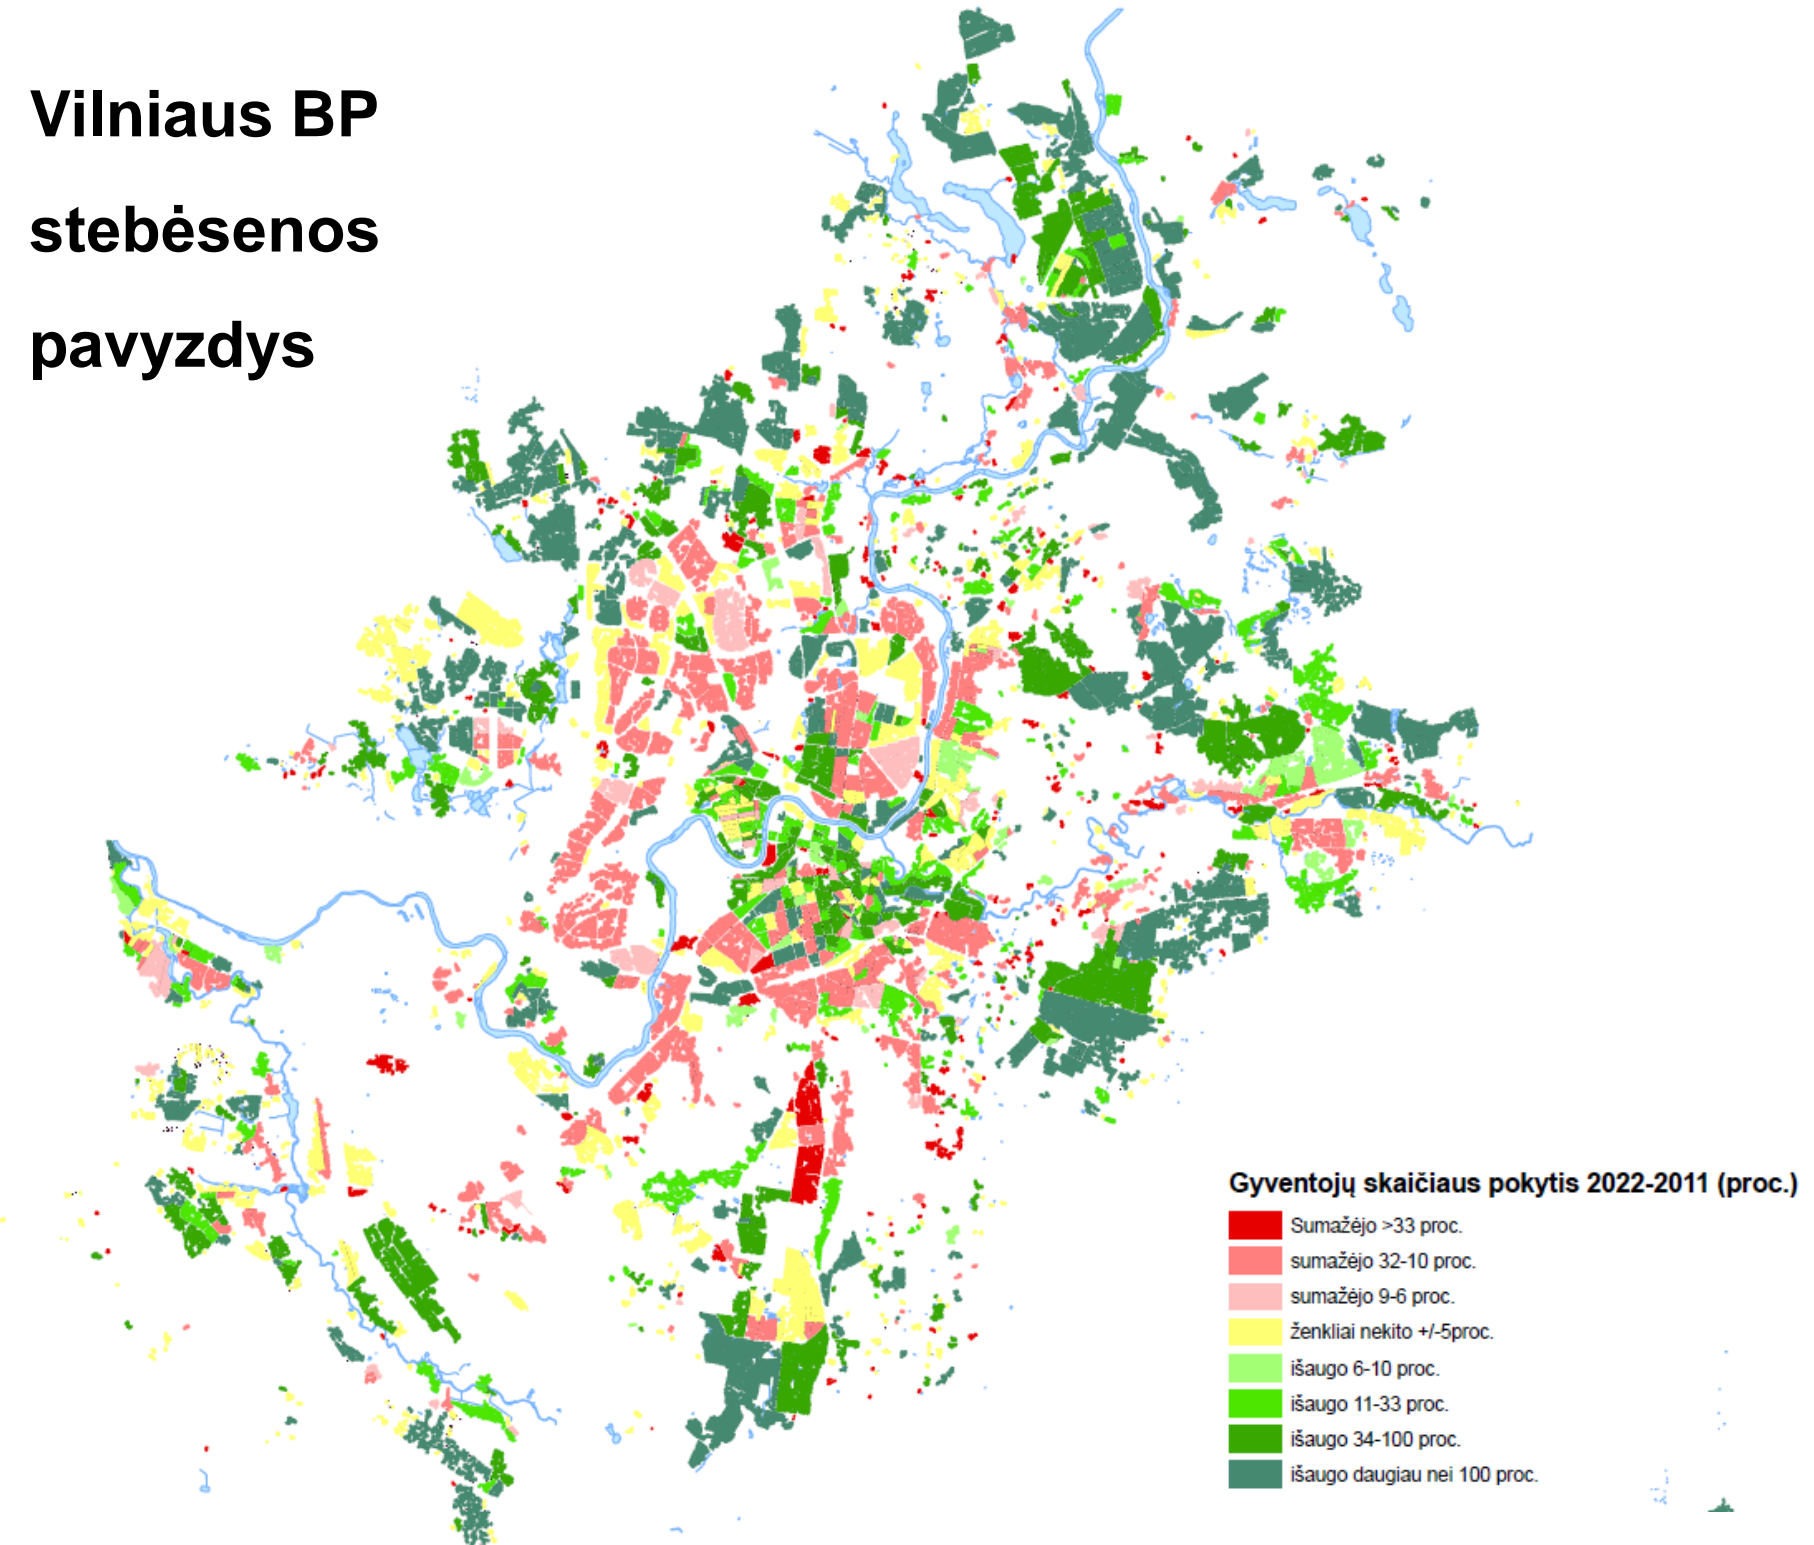 Vilniaus BP
stebėsenos
pavyzdys
Gyventojų skaičiaus pokytis 2022-2011 (proc.)
Sumažėjo >33 proc.
sumažėjo 32-10 proc.
sumažėjo 9-6 proc.
ženkliai nekito +/-5proc.
išaugo 6-10 proc.
išaugo 11-33 proc.
išaugo 34-100 proc.
išaugo daugiau nei 100 proc.